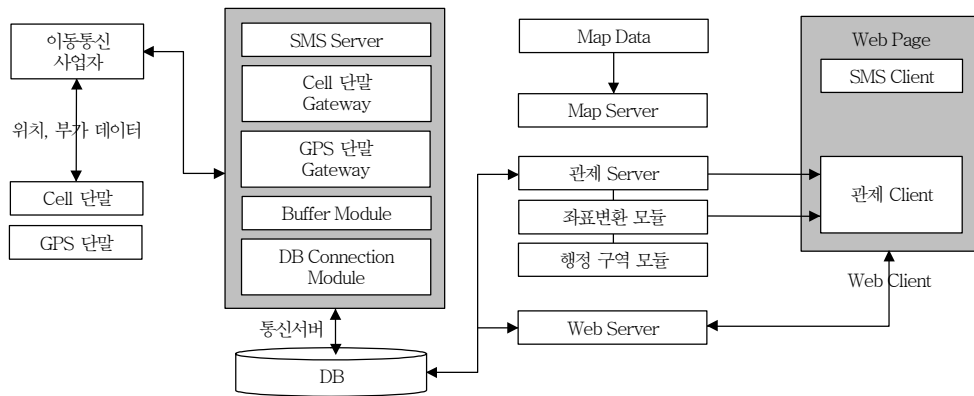 이동통신
사업자
위치, 부가 데이터
Cell 단말
GPS 단말
SMS Server
Cell 단말
Gateway
GPS 단말
Gateway
Buffer Module
DB Connection
Module
통신서버
DB
Map Data
Map Server
관제 Server
좌표변환 모듈
행정 구역 모듈
Web Server
Web Page
SMS Client
관제 Client
Web Client